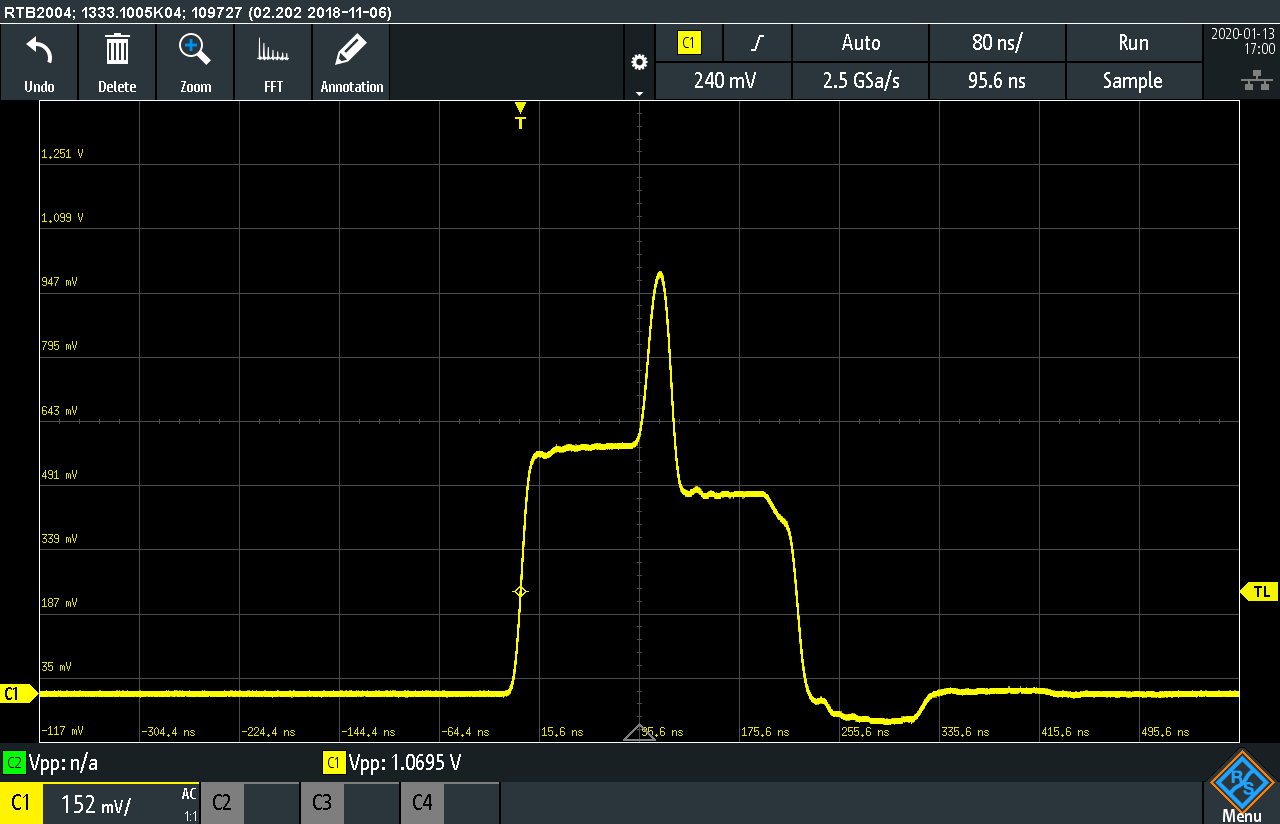 RTB2004; 1333.1005K04; 109727 (02.202 2018-11-06)
Undo Delete Zoom FFT Annotation
C1 Auto 80 ns/ Run
240 mV 2.5 GSa/s 95.6 ns Sample
2020-01-13
17:00
T
1.251 V
1.099 V
947 mV
795 mV
643 mV
491 mV
339 mV
187 mV
TL
35 mV
C1
-117 mV -304.4 ns -224.4 ns -144.4 ns -64.4 ns 15.6 ns 95.6 ns 175.6 ns 255.6 ns 335.6 ns 415.6 ns 495.6 ns
C2 Vpp: n/a C1 Vpp: 1.0695 V
C1 152 mV/ AC 1:1 C2 C3 C4
R S
Menu